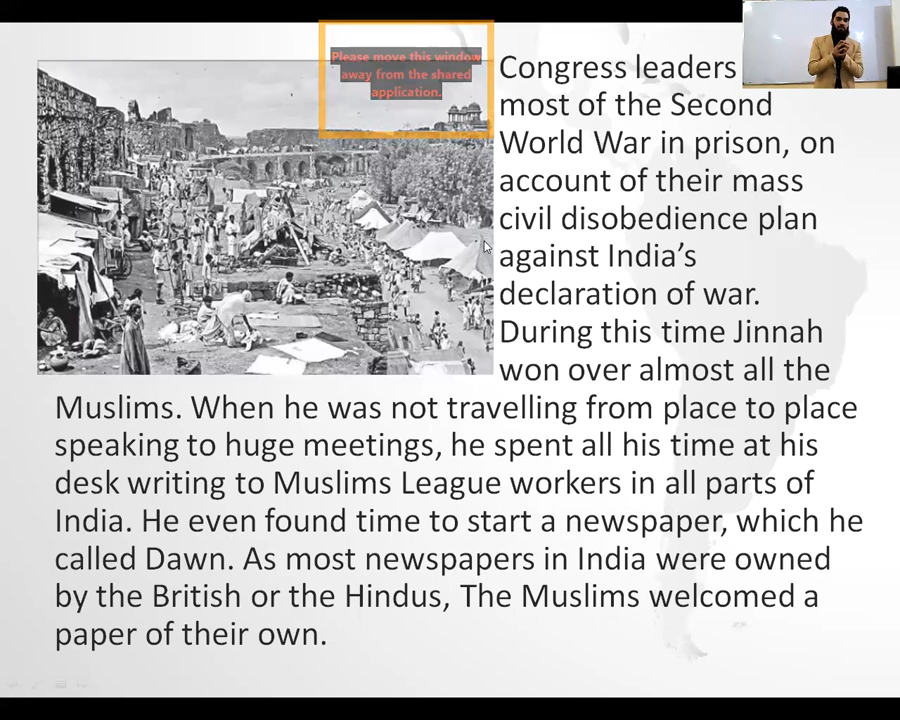 Please move this window
away from the shared
application.
Congress leaders
most of the Second
World War in prison, on
account of their mass
civil disobedience plan
against India’s
declaration of war.
During this time Jinnah
won over almost all the
Muslims. When he was not travelling from place to place
speaking to huge meetings, he spent all his time at his
desk writing to Muslims League workers in all parts of
India. He even found time to start a newspaper, which he
called Dawn. As most newspapers in India were owned
by the British or the Hindus, The Muslims welcomed a
paper of their own.